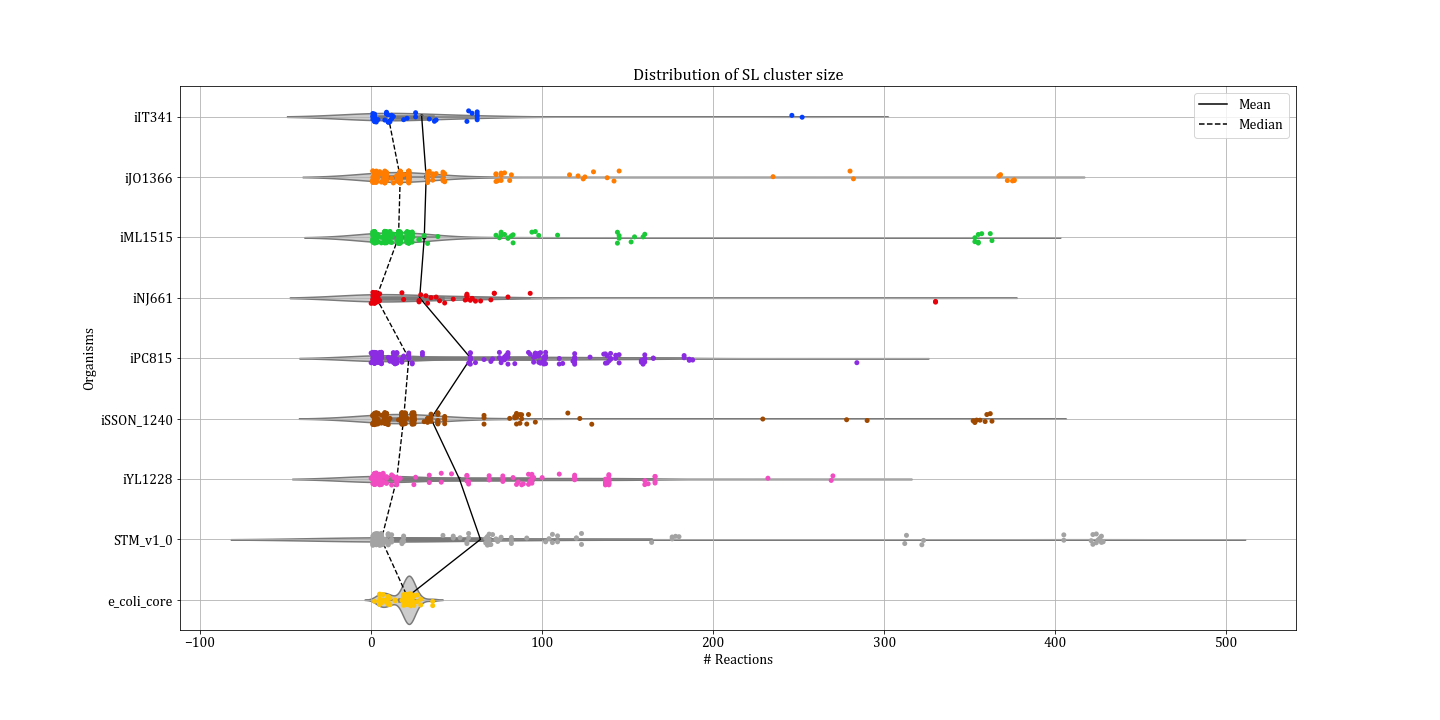 Distribution of SL cluster size
Mean
Median
Organisms
iIT341
iJO1366
iML1515
iNJ661
iPC815
iSSON_1240
iYL1228
STM_v1_0
e_coli_core
−100
0
100
200
300
400
500
# Reactions